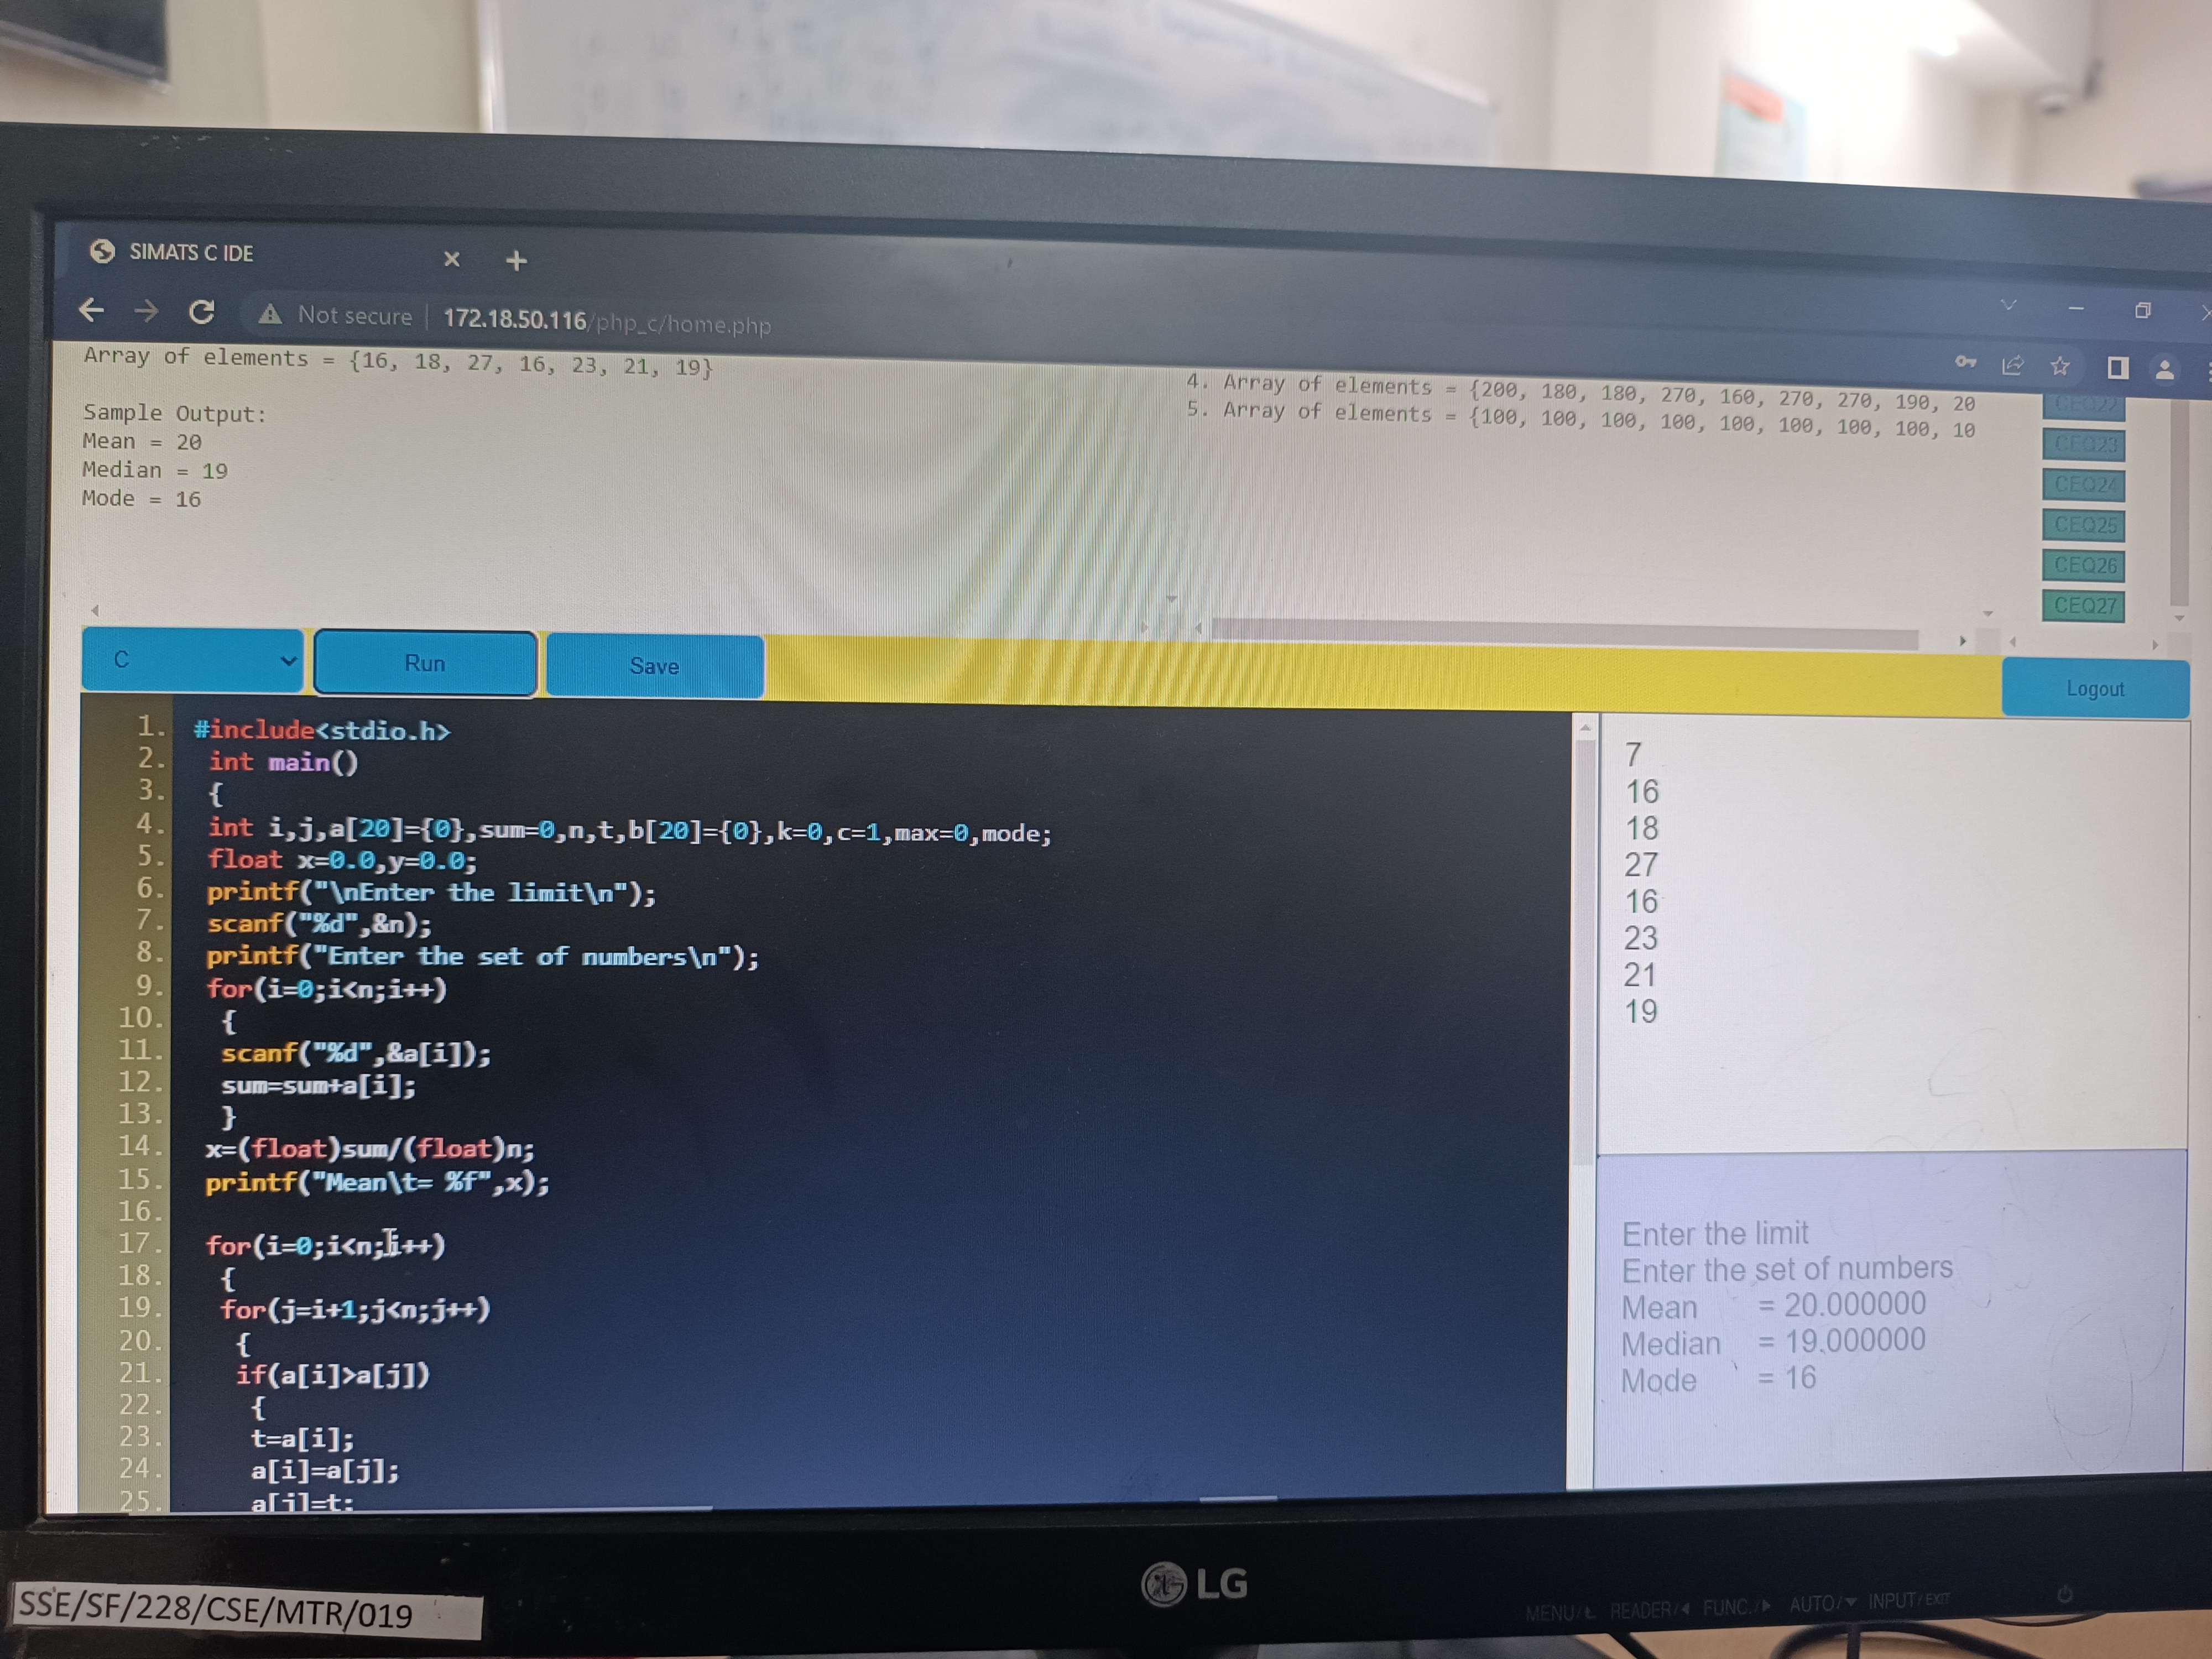 SIMATS C IDE
Not secure 172.18.50.116/php_c/home.php
Array of elements = {16, 18, 27, 16, 23, 21, 19}
Sample Output:
Mean = 20
Median = 19
Mode = 16
4. Array of elements = {200, 180, 180, 270, 160, 270, 270, 190, 20
5. Array of elements = {100, 100, 100, 100, 100, 100, 100, 100, 10
CEQ22
CEQ23
CEQ24
CEQ25
CEQ26
CEQ27
C
Run
Save
Logout
1. #include<stdio.h>
2. int main()
3. {
4. int i,j,a[20]={0},sum=0,n,t,b[20]={0},k=0,c=1,max=0,mode;
5. float x=0.0,y=0.0;
6. printf("\nEnter the limit\n");
7. scanf("%d",&n);
8. printf("Enter the set of numbers\n");
9. for(i=0;i<n;i++)
10. {
11. scanf("%d",&a[i]);
12. sum=sum+a[i];
13. }
14. x=(float)sum/(float)n;
15. printf("Mean\t= %f",x);
16.
17. for(i=0;i<n;i++)
18. {
19. for(j=i+1;j<n;j++)
20. {
21. if(a[i]>a[j])
22. {
23. t=a[i];
24. a[i]=a[j];
25. a[j]=t;
7
16
18
27
16
23
21
19
Enter the limit
Enter the set of numbers
Mean = 20.000000
Median = 19.000000
Mode = 16
LG
SSE/SF/228/CSE/MTR/019
MENU/ READER/ FUNC./ AUTO/ INPUT/EXIT